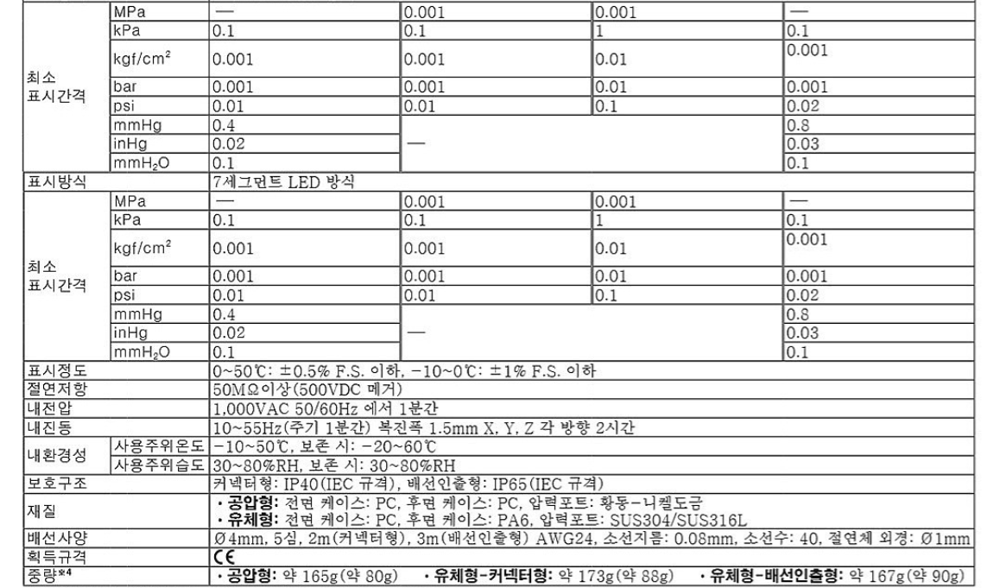 최소
표시간격
MPa — 0.001 0.001 —
kPa 0.1 0.1 1 0.1
kgf/cm² 0.001 0.001 0.01 0.001
bar 0.001 0.001 0.01 0.001
psi 0.01 0.01 0.1 0.02
mmHg 0.4 — 0.8
inHg 0.02 0.03
mmH₂O 0.1 0.1
표시방식 7세그먼트 LED 방식
최소
표시간격
MPa — 0.001 0.001 —
kPa 0.1 0.1 1 0.1
kgf/cm² 0.001 0.001 0.01 0.001
bar 0.001 0.001 0.01 0.001
psi 0.01 0.01 0.1 0.02
mmHg 0.4 — 0.8
inHg 0.02 0.03
mmH₂O 0.1 0.1
표시정도 0~50℃: ±0.5% F.S. 이하, -10~0℃: ±1% F.S. 이하
절연저항 50MΩ이상(500VDC 메거)
내전압 1,000VAC 50/60Hz 에서 1분간
내진동 10~55Hz(주기 1분간) 복진폭 1.5mm X, Y, Z 각 방향 2시간
내환경성
사용주위온도 -10~50℃, 보존 시: -20~60℃
사용주위습도 30~80%RH, 보존 시: 30~80%RH
보호구조 커넥터형: IP40(IEC 규격), 배선인출형: IP65(IEC 규격)
재질
• 공압형: 전면 케이스: PC, 후면 케이스: PC, 압력포트: 황동-니켈도금
• 유체형: 전면 케이스: PC, 후면 케이스: PA6, 압력포트: SUS304/SUS316L
배선사양 Ø4mm, 5심, 2m(커넥터형), 3m(배선인출형) AWG24, 소선지름: 0.08mm, 소선수: 40, 절연체 외경: Ø1mm
획득규격 CE
중량※4 • 공압형: 약 165g(약 80g) • 유체형-커넥터형: 약 173g(약 88g) • 유체형-배선인출형: 약 167g(약 90g)